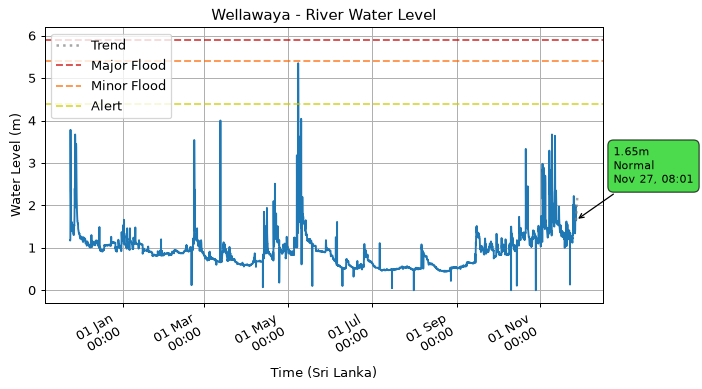 Wellawaya - River Water Level
Trend
Major Flood
Minor Flood
Alert
6
5
4
3
2
1
0
Water Level (m)
1.65m
Normal
Nov 27, 08:01
01 Jan
00:00
01 Mar
00:00
01 May
00:00
01 Jul
00:00
01 Sep
00:00
01 Nov
00:00
Time (Sri Lanka)